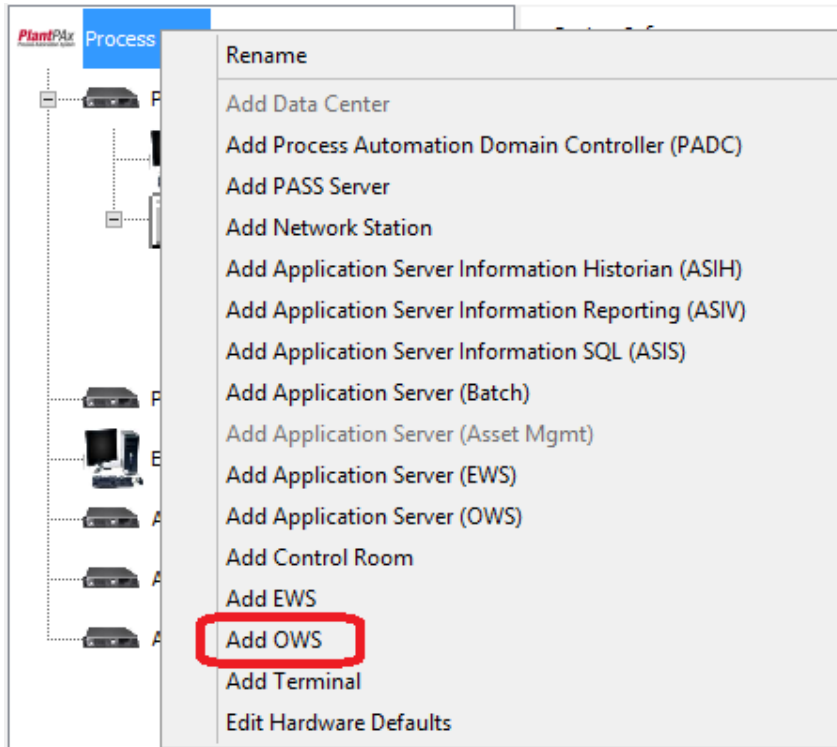 PlantPAx Process
Rename
Add Data Center
P
Add Process Automation Domain Controller (PADC)
Add PASS Server
Add Network Station
Add Application Server Information Historian (ASIH)
Add Application Server Information Reporting (ASIV)
Add Application Server Information SQL (ASIS)
P
Add Application Server (Batch)
Add Application Server (Asset Mgmt)
E
Add Application Server (EWS)
A
Add Application Server (OWS)
Add Control Room
A
Add EWS
A
Add OWS
Add Terminal
Edit Hardware Defaults